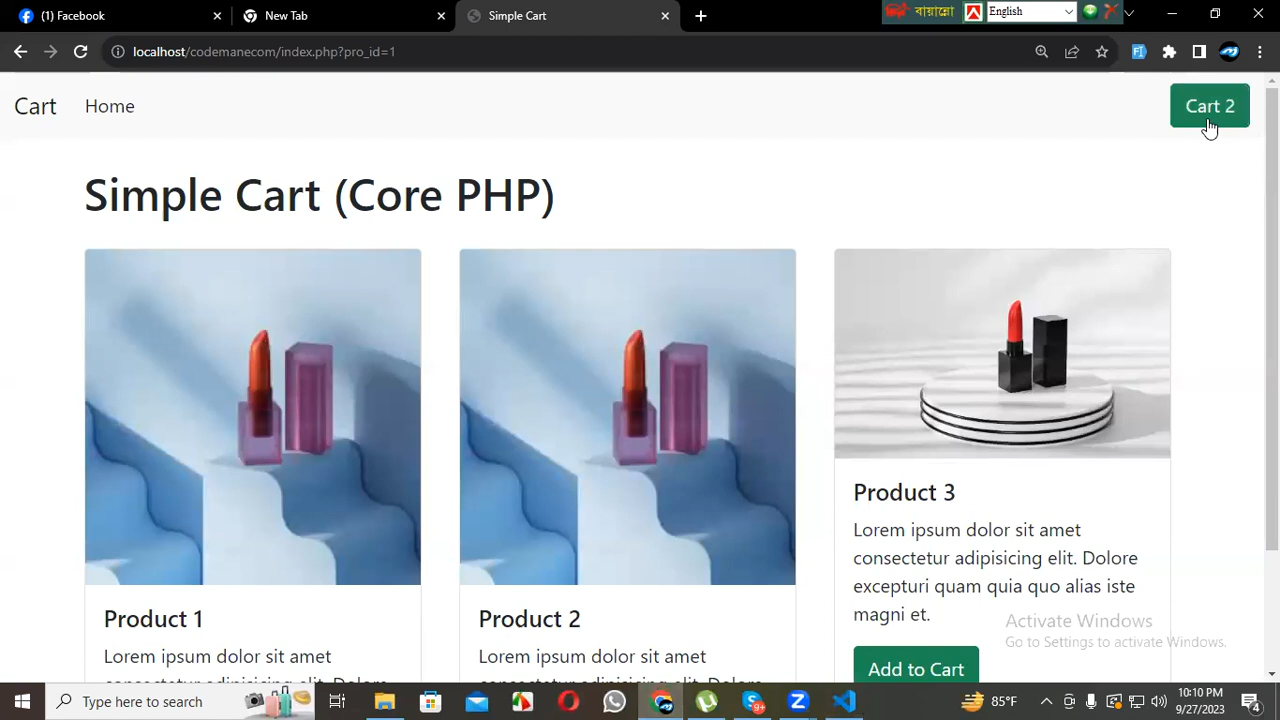 (1) Facebook
New Tab
Simple Cart
বায়ান্নো
English
localhost/codemanecom/index.php?pro_id=1
Cart
Home
Cart 2
Simple Cart (Core PHP)
Product 1
Lorem ipsum dolor sit amet
Product 2
Lorem ipsum dolor sit amet
Product 3
Lorem ipsum dolor sit amet
consectetur adipisicing elit. Dolore
excepturi quam quia quo alias iste
magni et.
Add to Cart
Activate Windows
Go to Settings to activate Windows.
Type here to search
9+
85°F
10:10 PM
9/27/2023
4